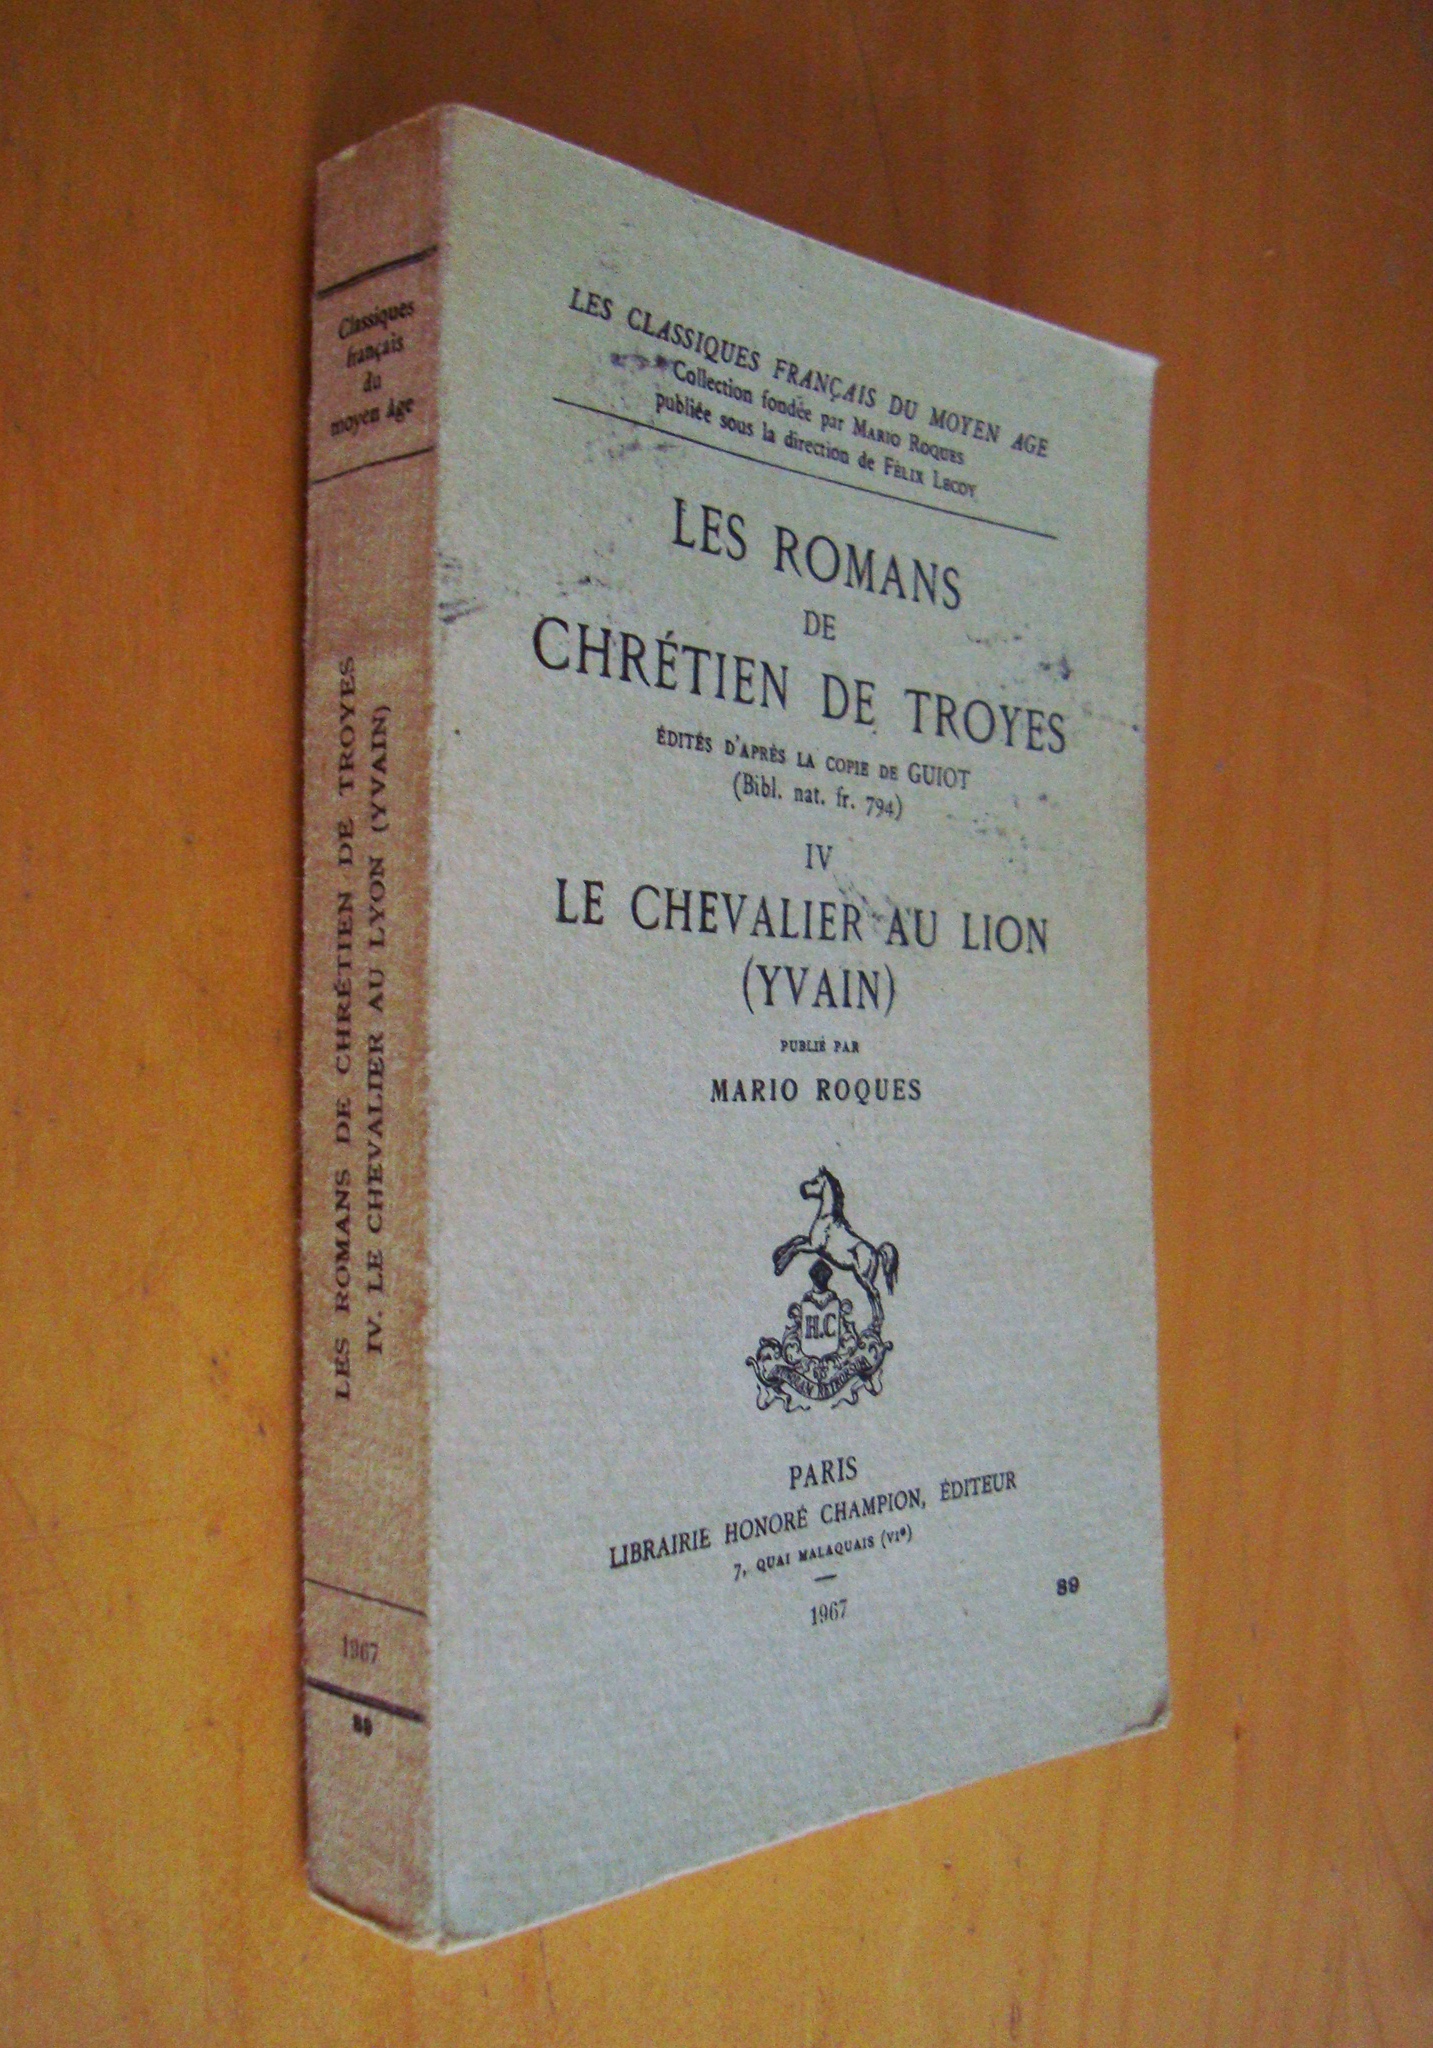 Classiques
français
du
moyen âge
LES ROMANS DE CHRÉTIEN DE TROYES
IV. LE CHEVALIER AU LYON (YVAIN)
1967
89
LES CLASSIQUES FRANÇAIS DU MOYEN AGE
Collection fondée par MARIO ROQUES
publiée sous la direction de FÉLIX LECOY
LES ROMANS
DE
CHRÉTIEN DE TROYES
ÉDITÉS D'APRÈS LA COPIE DE GUIOT
(Bibl. nat. fr. 794)
IV
LE CHEVALIER AU LION
(YVAIN)
PUBLIÉ PAR
MARIO ROQUES
H.C
RETRORSUM
PARIS
LIBRAIRIE HONORÉ CHAMPION, ÉDITEUR
7, QUAI MALAQUAIS (VIe)
1967
89